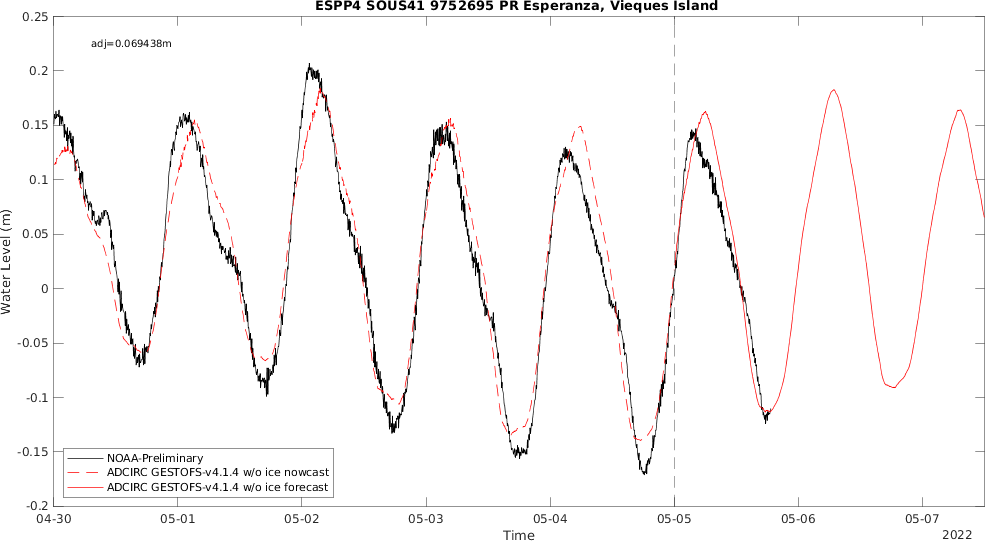 ESPP4 SOUS41 9752695 PR Esperanza, Vieques Island
adj=0.069438m
0.25
0.2
0.15
0.1
0.05
0
-0.05
-0.1
-0.15
-0.2
Water Level (m)
NOAA-Preliminary
ADCIRC GESTOFS-v4.1.4 w/o ice nowcast
ADCIRC GESTOFS-v4.1.4 w/o ice forecast
04-30 05-01 05-02 05-03 05-04 05-05 05-06 05-07
Time
2022